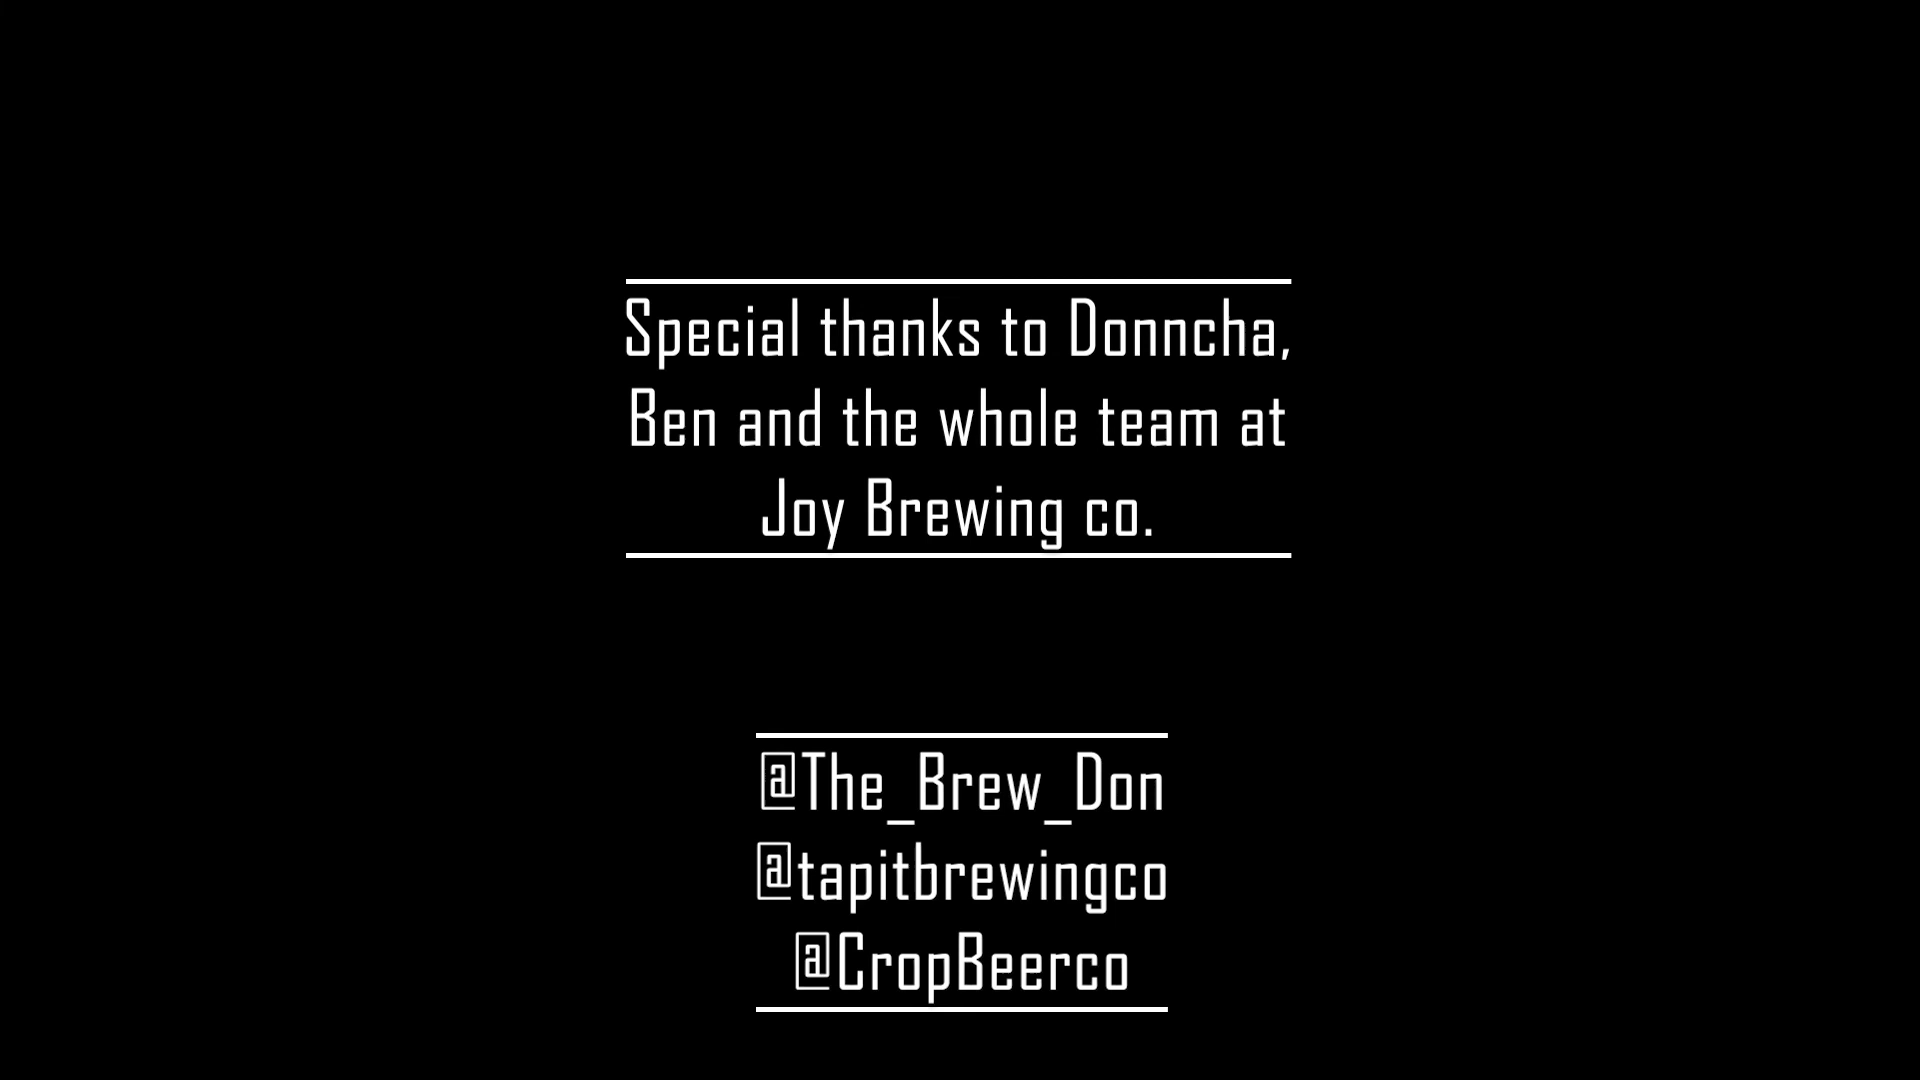 Special thanks to Donncha,
Ben and the whole team at
Joy Brewing co.
@The_Brew_Don
@tapitbrewingco
@CropBeerco